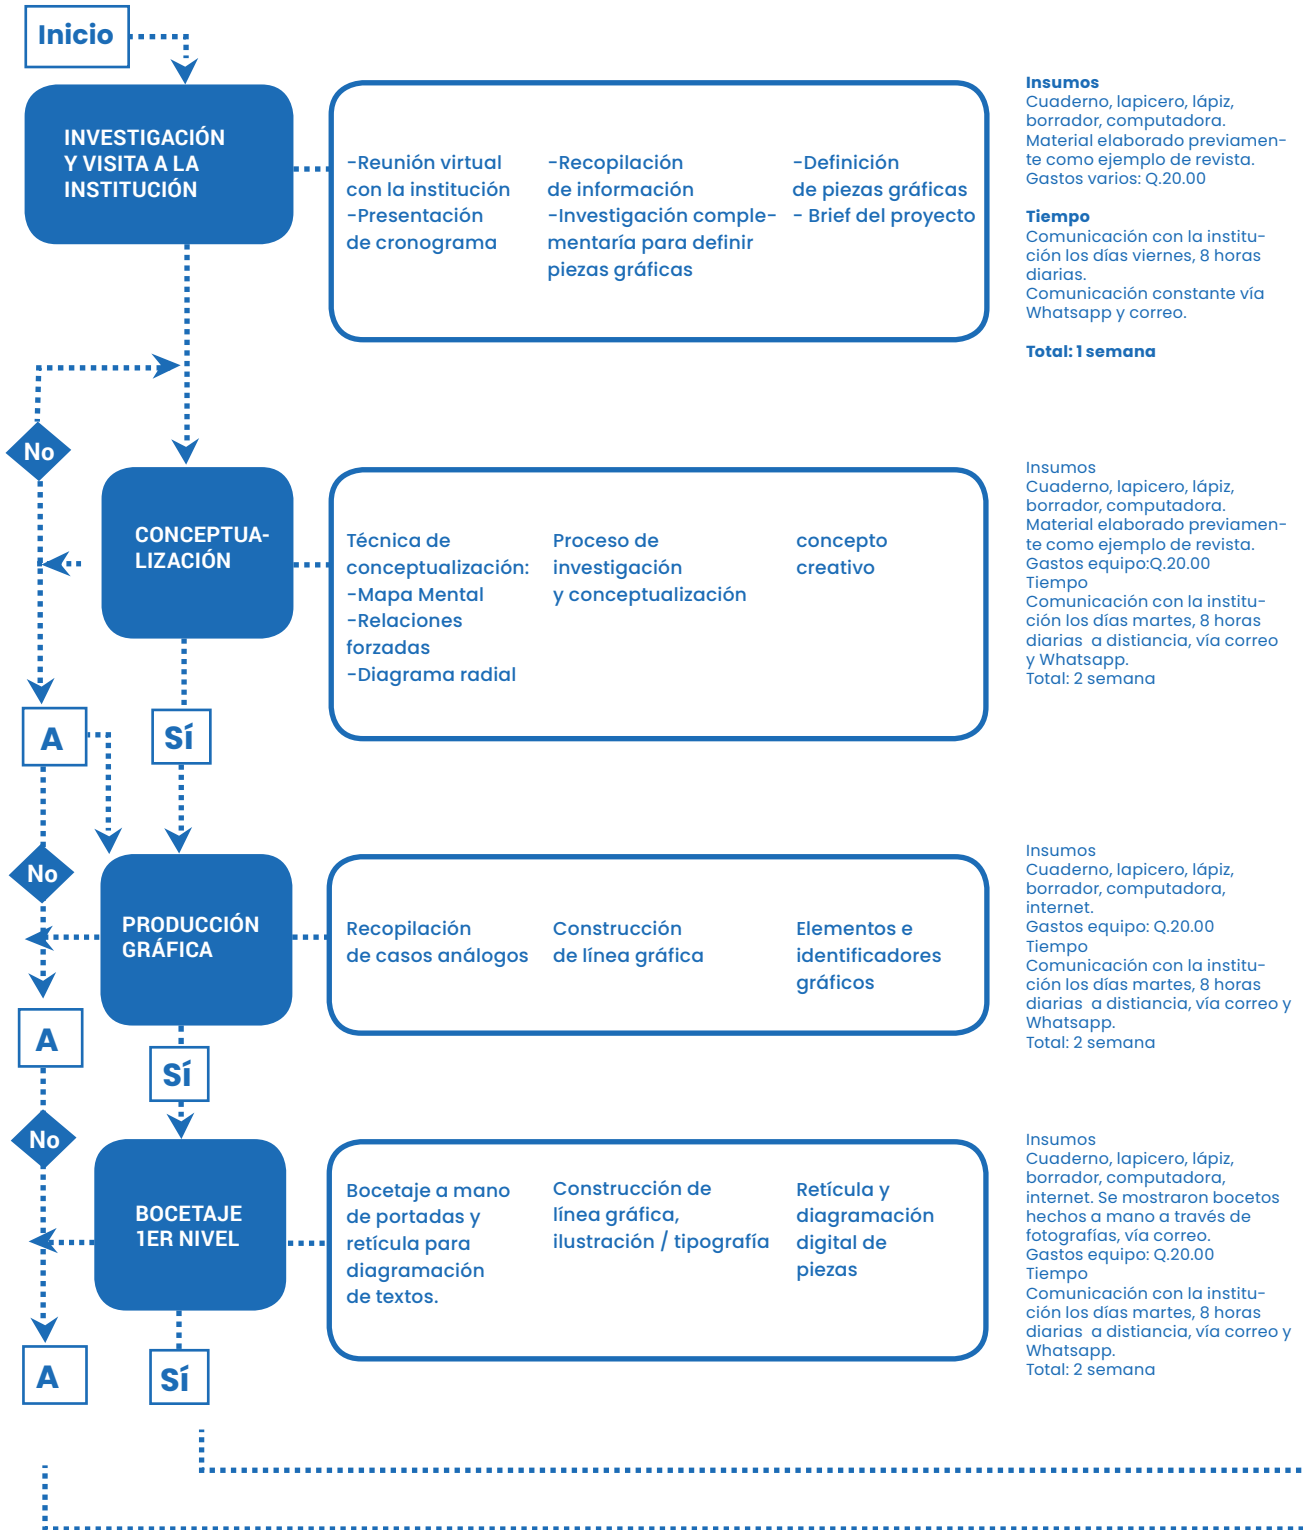 Inicio
INVESTIGACIÓN
Y VISITA A LA
INSTITUCIÓN
-Reunión virtual
con la institución
-Presentación
de cronograma
-Recopilación
de información
-Investigación comple-
mentaría para definir
piezas gráficas
-Definición
de piezas gráficas
- Brief del proyecto
Insumos
Cuaderno, lapicero, lápiz,
borrador, computadora.
Material elaborado previamen-
te como ejemplo de revista.
Gastos varios: Q.20.00
Tiempo
Comunicación con la institu-
ción los días viernes, 8 horas
diarias.
Comunicación constante vía
Whatsapp y correo.
Total: 1 semana
No
CONCEPTUA-
LIZACIÓN
Técnica de
conceptualización:
-Mapa Mental
-Relaciones
forzadas
-Diagrama radial
Proceso de
investigación
y conceptualización
concepto
creativo
Insumos
Cuaderno, lapicero, lápiz,
borrador, computadora.
Material elaborado previamen-
te como ejemplo de revista.
Gastos equipo:Q.20.00
Tiempo
Comunicación con la institu-
ción los días martes, 8 horas
diarias  a distiancia, vía correo
y Whatsapp.
Total: 2 semana
A
Sí
No
PRODUCCIÓN
GRÁFICA
Recopilación
de casos análogos
Construcción
de línea gráfica
Elementos e
identificadores
gráficos
Insumos
Cuaderno, lapicero, lápiz,
borrador, computadora,
internet.
Gastos equipo: Q.20.00
Tiempo
Comunicación con la institu-
ción los días martes, 8 horas
diarias  a distiancia, vía correo y
Whatsapp.
Total: 2 semana
A
Sí
No
BOCETAJE
1ER NIVEL
Bocetaje a mano
de portadas y
retícula para
diagramación
de textos.
Construcción de
línea gráfica,
ilustración / tipografía
Retícula y
diagramación
digital de
piezas
Insumos
Cuaderno, lapicero, lápiz,
borrador, computadora,
internet. Se mostraron bocetos
hechos a mano a través de
fotografías, vía correo.
Gastos equipo: Q.20.00
Tiempo
Comunicación con la institu-
ción los días martes, 8 horas
diarias  a distiancia, vía correo y
Whatsapp.
Total: 2 semana
A
Sí